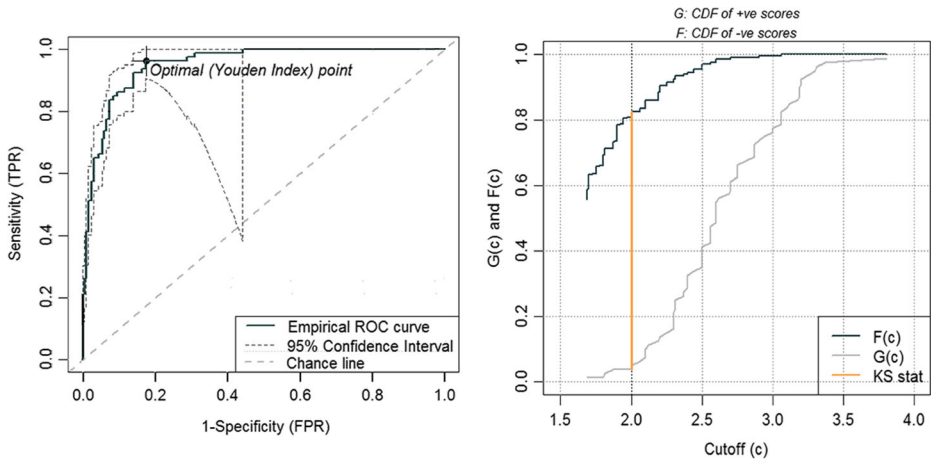 Sensitivity (TPR)
1.0
0.8
0.6
0.4
0.2
0.0
Optimal (Youden Index) point
Empirical ROC curve
95% Confidence Interval
Chance line
0.0 0.2 0.4 0.6 0.8 1.0
1-Specificity (FPR)
G: CDF of +ve scores
F: CDF of -ve scores
G(c) and F(c)
1.0
0.8
0.6
0.4
0.2
0.0
F(c)
G(c)
KS stat
1.5 2.0 2.5 3.0 3.5 4.0
Cutoff (c)